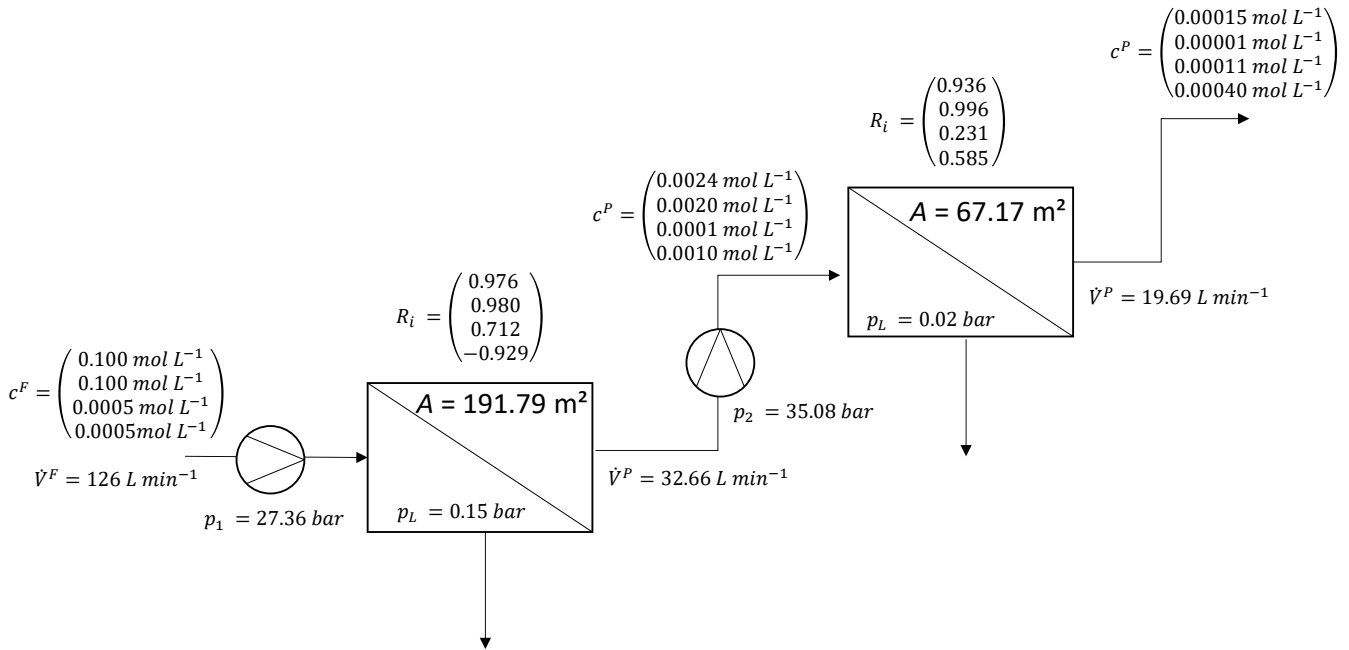 c^F = (0.100 mol L⁻¹
0.100 mol L⁻¹
0.0005 mol L⁻¹
0.0005mol L⁻¹)
V̇^F = 126 L min⁻¹
p₁ = 27.36 bar
R_i = (0.976
0.980
0.712
−0.929)
A = 191.79 m²
p_L = 0.15 bar
V̇^P = 32.66 L min⁻¹
c^P = (0.0024 mol L⁻¹
0.0020 mol L⁻¹
0.0001 mol L⁻¹
0.0010 mol L⁻¹)
p₂ = 35.08 bar
R_i = (0.936
0.996
0.231
0.585)
A = 67.17 m²
p_L = 0.02 bar
V̇^P = 19.69 L min⁻¹
c^P = (0.00015 mol L⁻¹
0.00001 mol L⁻¹
0.00011 mol L⁻¹
0.00040 mol L⁻¹)